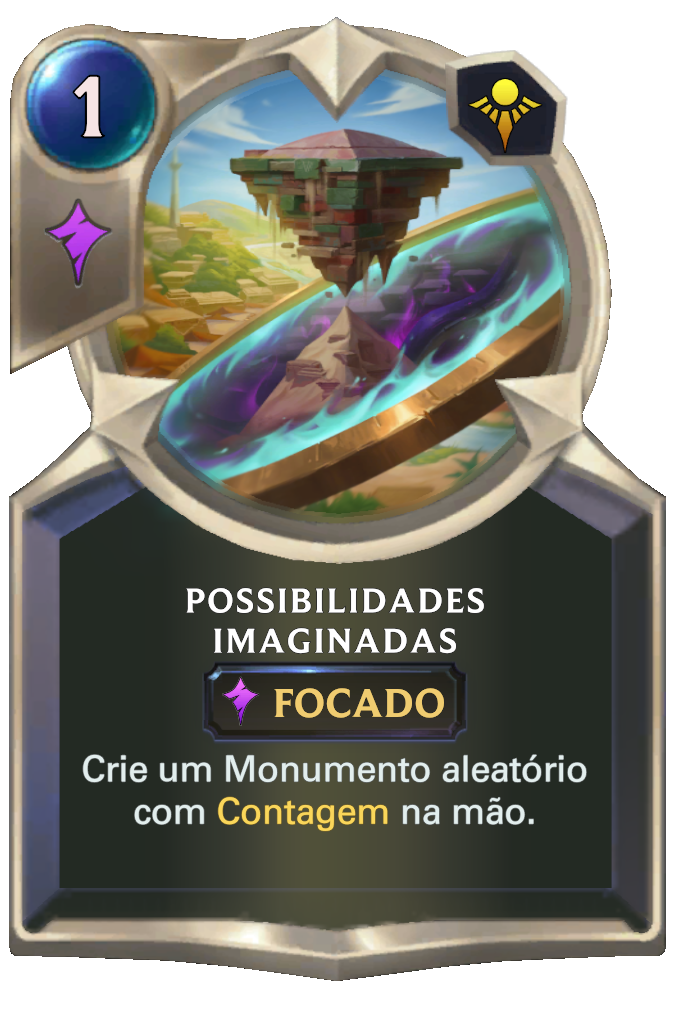 1
POSSIBILIDADES
IMAGINADAS
FOCADO
Crie um Monumento aleatório
com Contagem na mão.